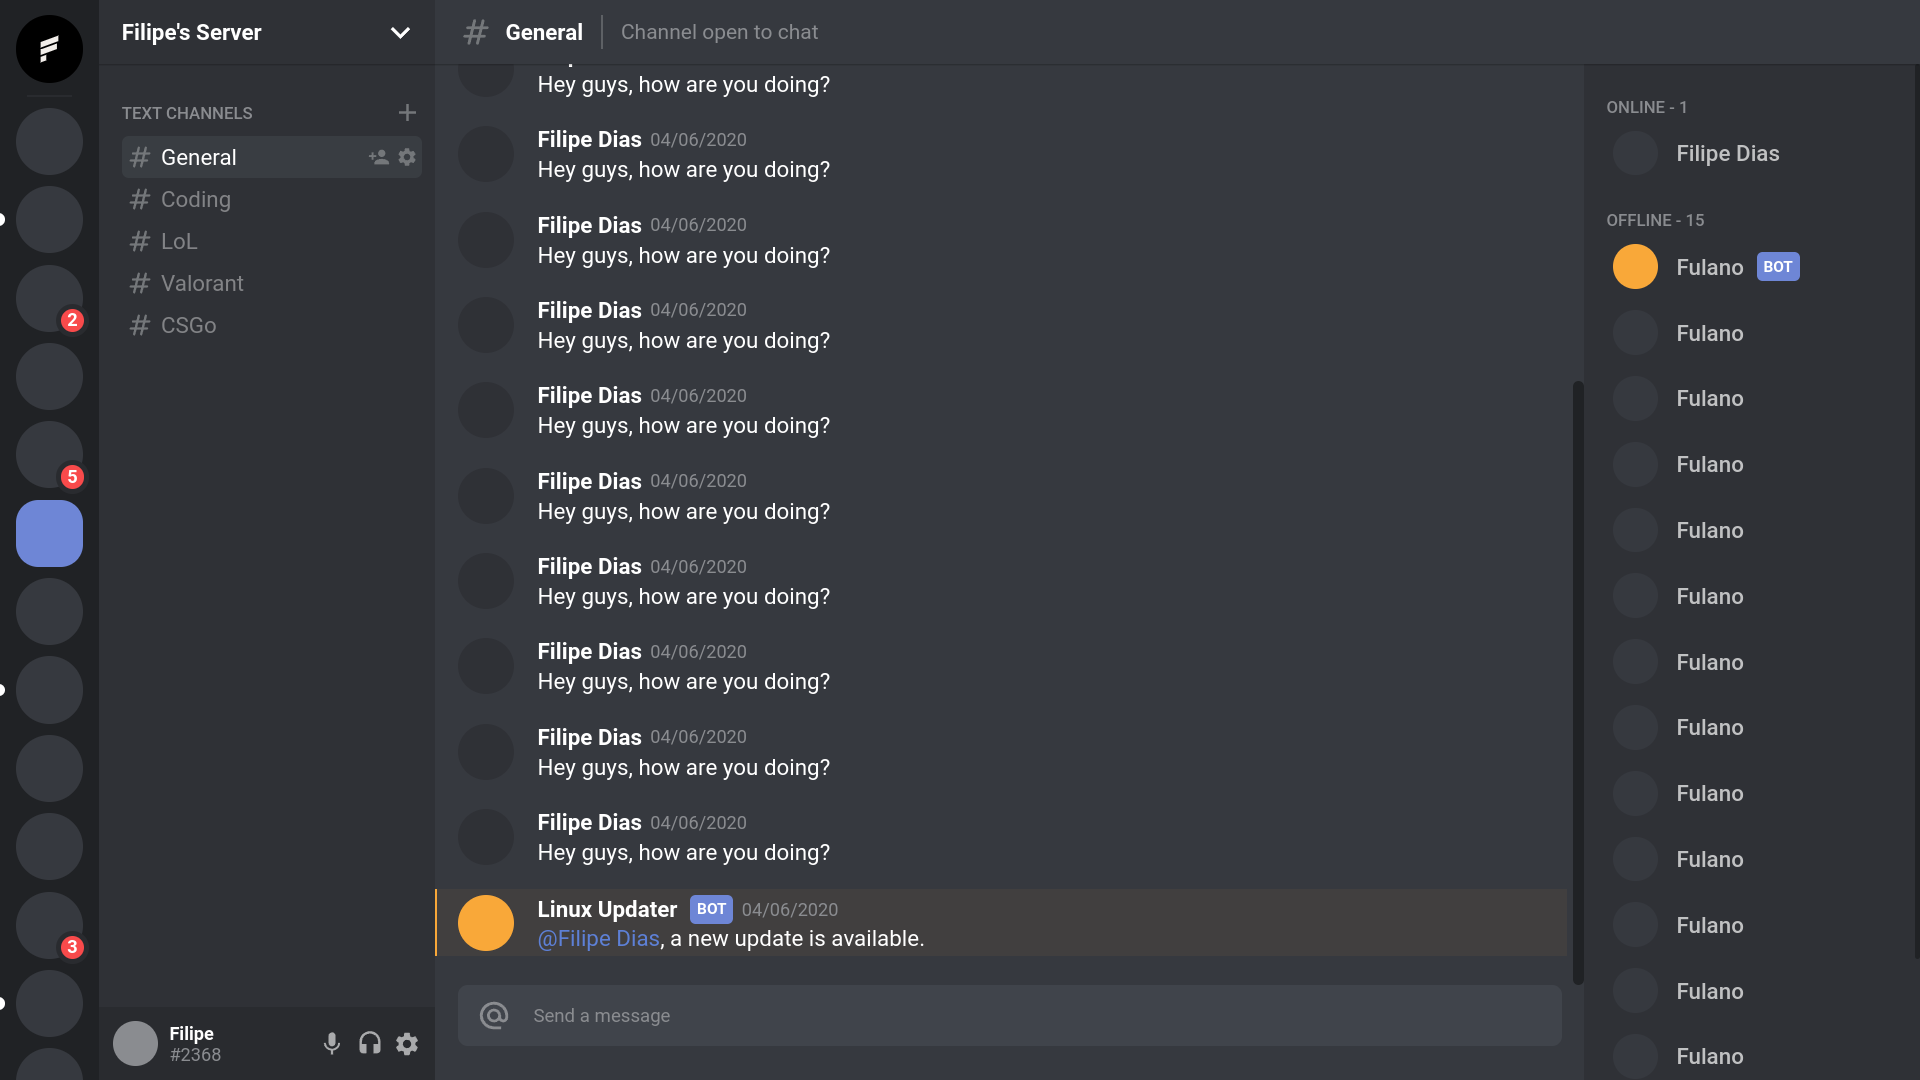 Filipe's Server
TEXT CHANNELS
General
Coding
LoL
Valorant
CSGo
2
5
3
Filipe
#2368
General
Channel open to chat
Hey guys, how are you doing?
Filipe Dias 04/06/2020
Hey guys, how are you doing?
Filipe Dias 04/06/2020
Hey guys, how are you doing?
Filipe Dias 04/06/2020
Hey guys, how are you doing?
Filipe Dias 04/06/2020
Hey guys, how are you doing?
Filipe Dias 04/06/2020
Hey guys, how are you doing?
Filipe Dias 04/06/2020
Hey guys, how are you doing?
Filipe Dias 04/06/2020
Hey guys, how are you doing?
Filipe Dias 04/06/2020
Hey guys, how are you doing?
Filipe Dias 04/06/2020
Hey guys, how are you doing?
Linux Updater BOT 04/06/2020
@Filipe Dias, a new update is available.
Send a message
ONLINE - 1
Filipe Dias
OFFLINE - 15
Fulano BOT
Fulano
Fulano
Fulano
Fulano
Fulano
Fulano
Fulano
Fulano
Fulano
Fulano
Fulano
Fulano